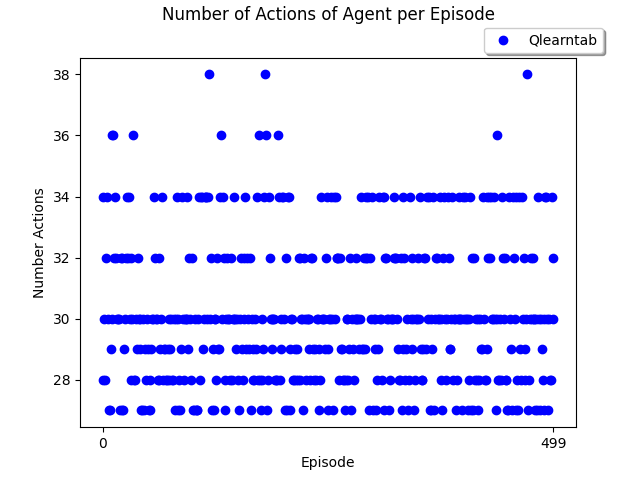 Number of Actions of Agent per Episode
Qlearntab
38
36
34
32
30
28
Number Actions
0
499
Episode